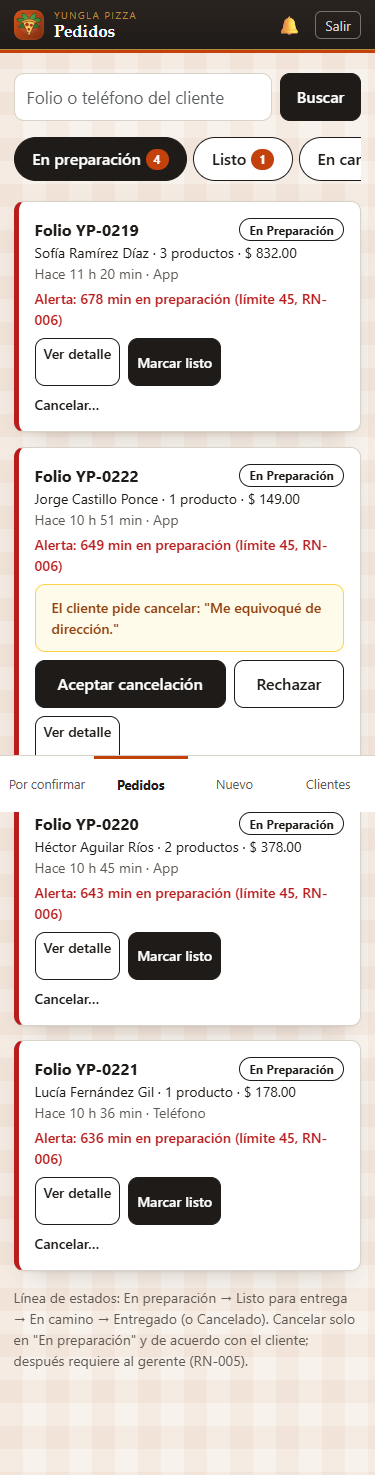 YUNGLA PIZZA
Pedidos
Salir
Folio o teléfono del cliente
Buscar
En preparación 4
Listo 1
En car
Folio YP-0219
En Preparación
Sofía Ramírez Díaz · 3 productos · $ 832.00
Hace 11 h 20 min · App
Alerta: 678 min en preparación (límite 45, RN-
006)
Ver detalle
Marcar listo
Cancelar...
Folio YP-0222
En Preparación
Jorge Castillo Ponce · 1 producto · $ 149.00
Hace 10 h 51 min · App
Alerta: 649 min en preparación (límite 45, RN-
006)
El cliente pide cancelar: "Me equivoqué de
dirección."
Aceptar cancelación
Rechazar
Ver detalle
Por confirmar
Pedidos
Nuevo
Clientes
Folio YP-0220
En Preparación
Héctor Aguilar Ríos · 2 productos · $ 378.00
Hace 10 h 45 min · App
Alerta: 643 min en preparación (límite 45, RN-
006)
Ver detalle
Marcar listo
Cancelar...
Folio YP-0221
En Preparación
Lucía Fernández Gil · 1 producto · $ 178.00
Hace 10 h 36 min · Teléfono
Alerta: 636 min en preparación (límite 45, RN-
006)
Ver detalle
Marcar listo
Cancelar...
Línea de estados: En preparación → Listo para entrega
→ En camino → Entregado (o Cancelado). Cancelar solo
en "En preparación" y de acuerdo con el cliente;
después requiere al gerente (RN-005).